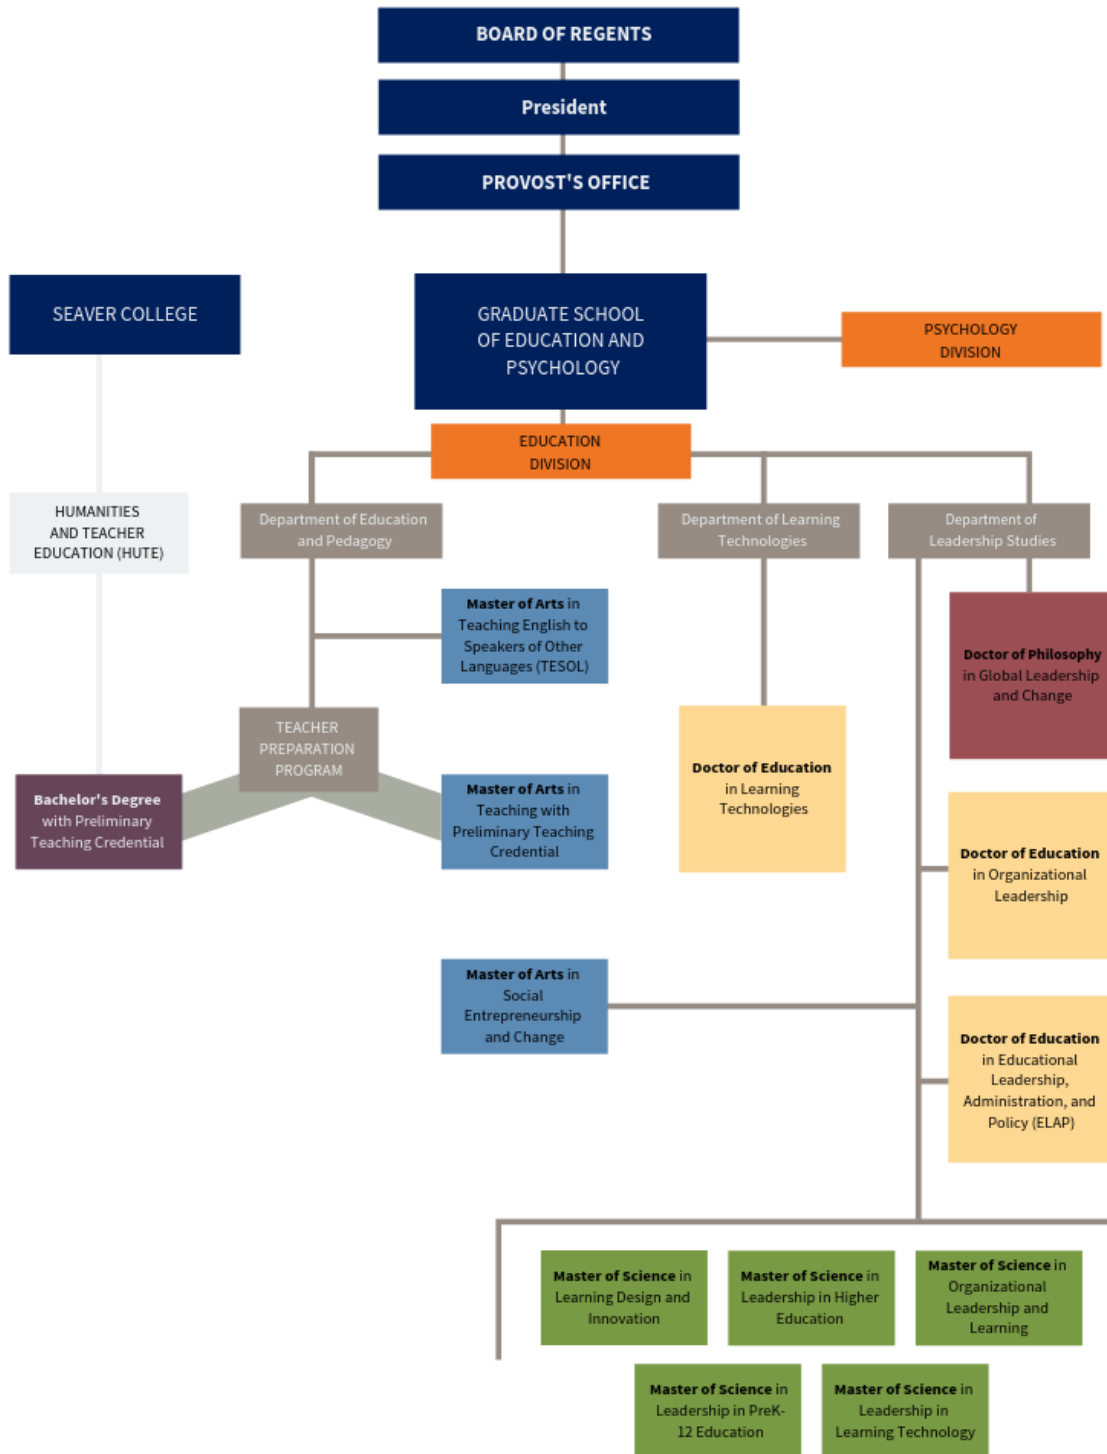 BOARD OF REGENTS
President
PROVOST'S OFFICE
SEAVER COLLEGE
GRADUATE SCHOOL
OF EDUCATION AND
PSYCHOLOGY
PSYCHOLOGY
DIVISION
EDUCATION
DIVISION
HUMANITIES
AND TEACHER
EDUCATION (HUTE)
Department of Education
and Pedagogy
Department of Learning
Technologies
Department of
Leadership Studies
Master of Arts in
Teaching English to
Speakers of Other
Languages (TESOL)
Doctor of Philosophy
in Global Leadership
and Change
TEACHER
PREPARATION
PROGRAM
Doctor of Education
in Learning
Technologies
Bachelor's Degree
with Preliminary
Teaching Credential
Master of Arts in
Teaching with
Preliminary Teaching
Credential
Doctor of Education
in Organizational
Leadership
Master of Arts in
Social
Entrepreneurship
and Change
Doctor of Education
in Educational
Leadership,
Administration, and
Policy (ELAP)
Master of Science in
Learning Design and
Innovation
Master of Science in
Leadership in Higher
Education
Master of Science in
Organizational
Leadership and
Learning
Master of Science in
Leadership in PreK-
12 Education
Master of Science in
Leadership in
Learning Technology